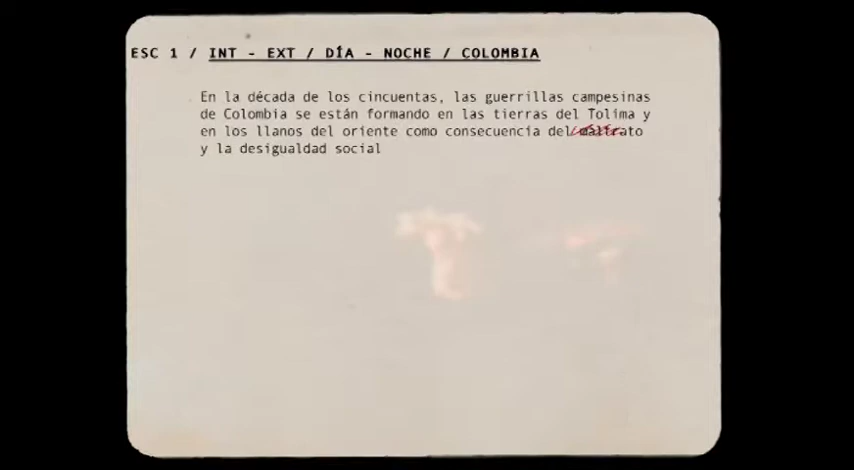 ESC 1 / INT - EXT / DÍA - NOCHE / COLOMBIA
En la década de los cincuentas, las guerrillas campesinas
de Colombia se están formando en las tierras del Tolima y
en los llanos del oriente como consecuencia del maltrato
y la desigualdad social